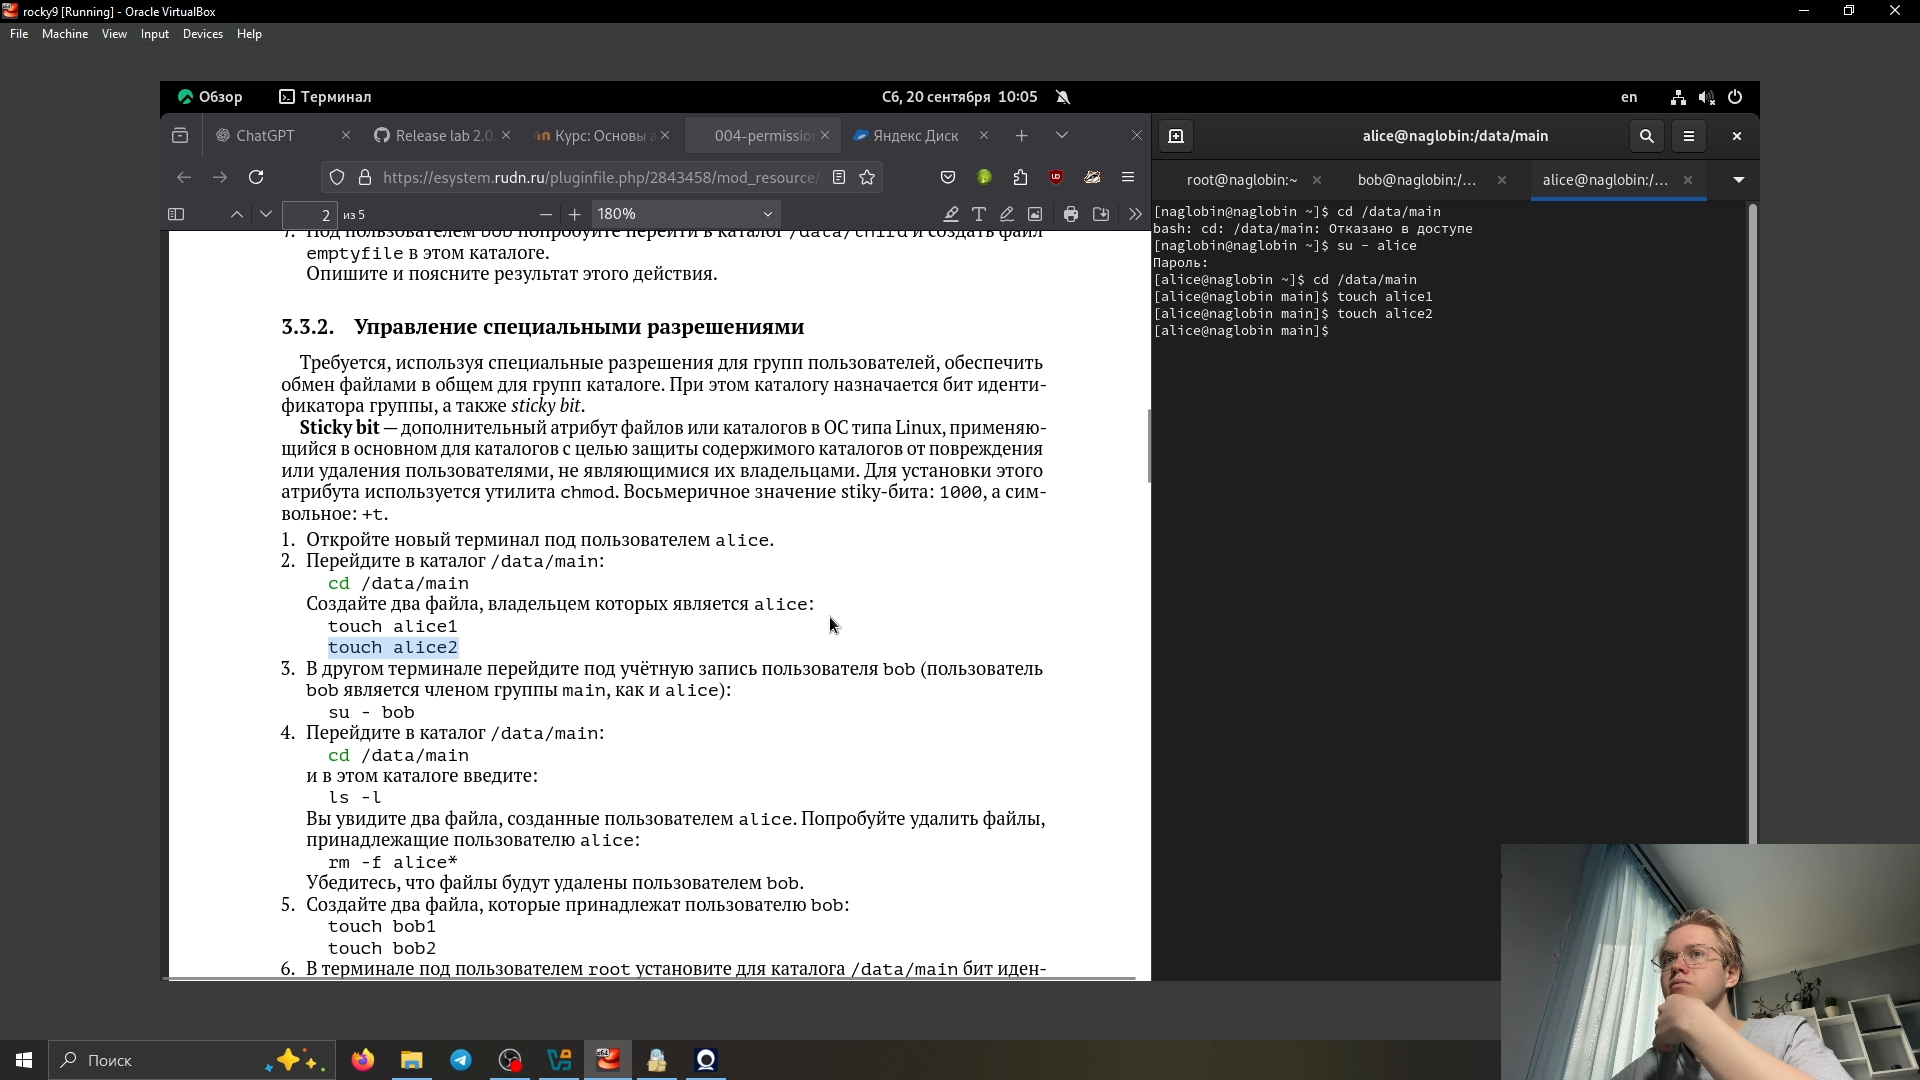 rocky9 [Running] - Oracle VirtualBox
File Machine View Input Devices Help
Обзор Терминал Сб, 20 сентября 10:05 en
ChatGPT Release lab 2.0. Курс: Основы а 004-permissio Яндекс Диск
https://esystem.rudn.ru/pluginfile.php/2843458/mod_resource/
2 из 5 180%
7. Под пользователем bob попробуйте перейти в каталог /data/third и создать файл
emptyfile в этом каталоге.
Опишите и поясните результат этого действия.
3.3.2. Управление специальными разрешениями
Требуется, используя специальные разрешения для групп пользователей, обеспечить
обмен файлами в общем для групп каталоге. При этом каталогу назначается бит иденти-
фикатора группы, а также sticky bit.
Sticky bit — дополнительный атрибут файлов или каталогов в ОС типа Linux, применяю-
щийся в основном для каталогов с целью защиты содержимого каталогов от повреждения
или удаления пользователями, не являющимися их владельцами. Для установки этого
атрибута используется утилита chmod. Восьмеричное значение stiky-бита: 1000, а сим-
вольное: +t.
1. Откройте новый терминал под пользователем alice.
2. Перейдите в каталог /data/main:
cd /data/main
Создайте два файла, владельцем которых является alice:
touch alice1
touch alice2
3. В другом терминале перейдите под учётную запись пользователя bob (пользователь
bob является членом группы main, как и alice):
su - bob
4. Перейдите в каталог /data/main:
cd /data/main
и в этом каталоге введите:
ls -l
Вы увидите два файла, созданные пользователем alice. Попробуйте удалить файлы,
принадлежащие пользователю alice:
rm -f alice*
Убедитесь, что файлы будут удалены пользователем bob.
5. Создайте два файла, которые принадлежат пользователю bob:
touch bob1
touch bob2
6. В терминале под пользователем root установите для каталога /data/main бит иден-
alice@naglobin:/data/main
root@naglobin:~ bob@naglobin:/... alice@naglobin:/...
[naglobin@naglobin ~]$ cd /data/main
bash: cd: /data/main: Отказано в доступе
[naglobin@naglobin ~]$ su - alice
Пароль:
[alice@naglobin ~]$ cd /data/main
[alice@naglobin main]$ touch alice1
[alice@naglobin main]$ touch alice2
[alice@naglobin main]$
Поиск